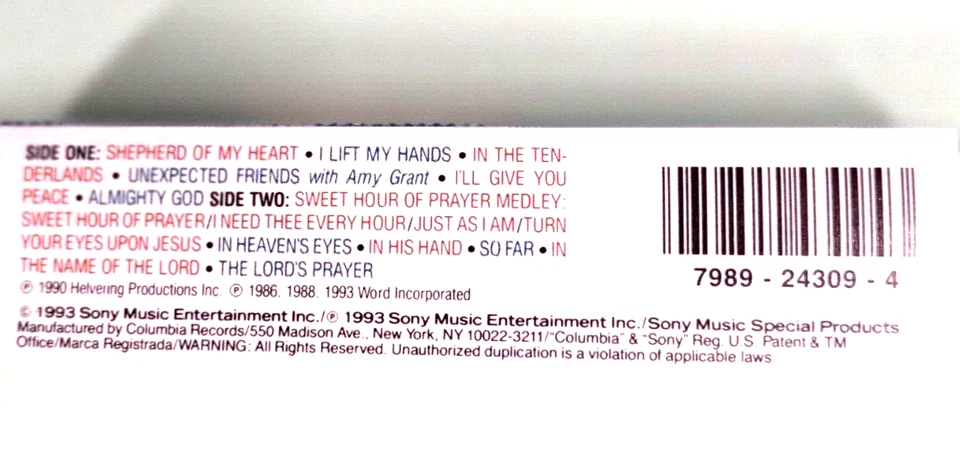 SIDE ONE: SHEPHERD OF MY HEART • I LIFT MY HANDS • IN THE TEN-
DERLANDS • UNEXPECTED FRIENDS with Amy Grant • I'LL GIVE YOU
PEACE • ALMIGHTY GOD SIDE TWO: SWEET HOUR OF PRAYER MEDLEY:
SWEET HOUR OF PRAYER/I NEED THEE EVERY HOUR/JUST AS I AM/TURN
YOUR EYES UPON JESUS • IN HEAVEN'S EYES • IN HIS HAND • SO FAR • IN
THE NAME OF THE LORD • THE LORD'S PRAYER
℗ 1990 Helvering Productions Inc. ℗ 1986. 1988. 1993 Word Incorporated
© 1993 Sony Music Entertainment Inc./℗ 1993 Sony Music Entertainment Inc./Sony Music Special Products
Manufactured by Columbia Records/550 Madison Ave., New York, NY 10022-3211/"Columbia" & "Sony" Reg. U.S. Patent & TM
Office/Marca Registrada/WARNING: All Rights Reserved. Unauthorized duplication is a violation of applicable laws.
7989 - 24309 - 4